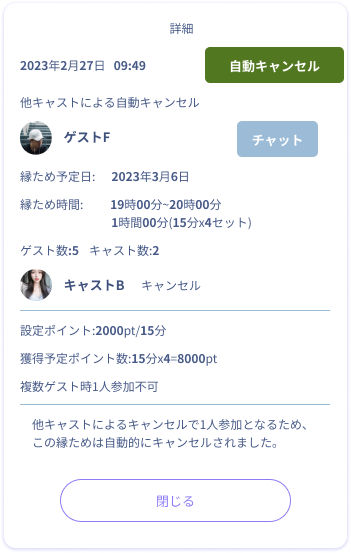 詳細
2023年2月27日 09:49 自動キャンセル
他キャストによる自動キャンセル
ゲストF チャット
縁ため予定日: 2023年3月6日
縁ため時間: 19時00分~20時00分
1時間00分(15分x4セット)
ゲスト数:5 キャスト数:2
キャストB キャンセル
設定ポイント:2000pt/15分
獲得予定ポイント数:15分x4=8000pt
複数ゲスト時1人参加不可
他キャストによるキャンセルで1人参加となるため、
この縁ためは自動的にキャンセルされました。
閉じる